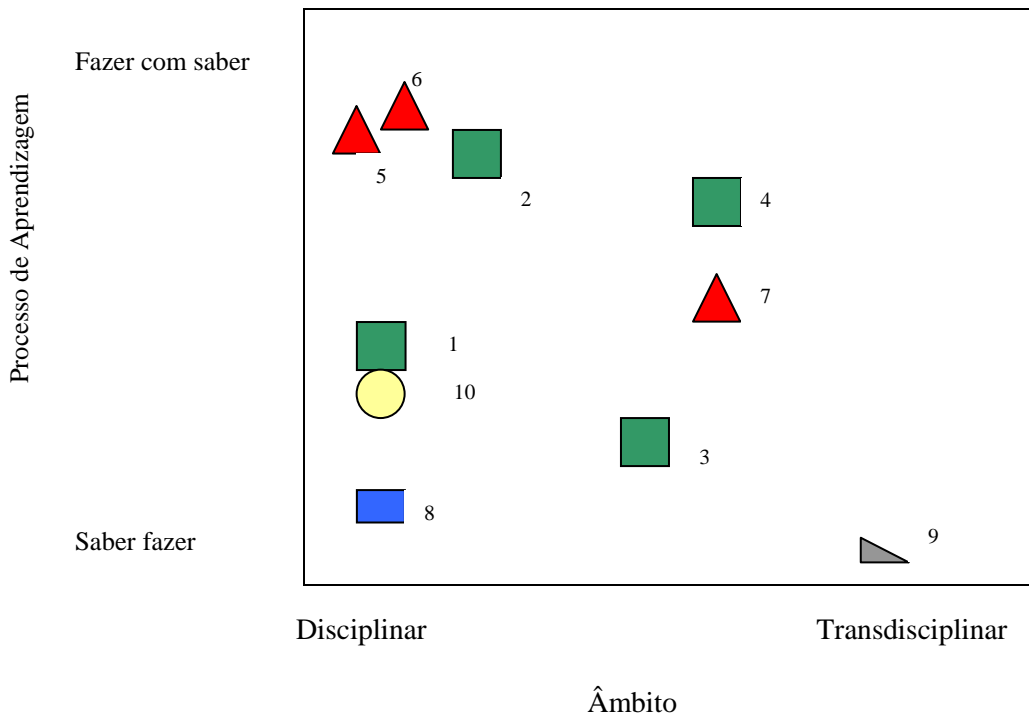 Fazer com saber
6
Processo de Aprendizagem
5
2
4
7
1
10
3
8
Saber fazer
9
Disciplinar
Transdisciplinar
Âmbito